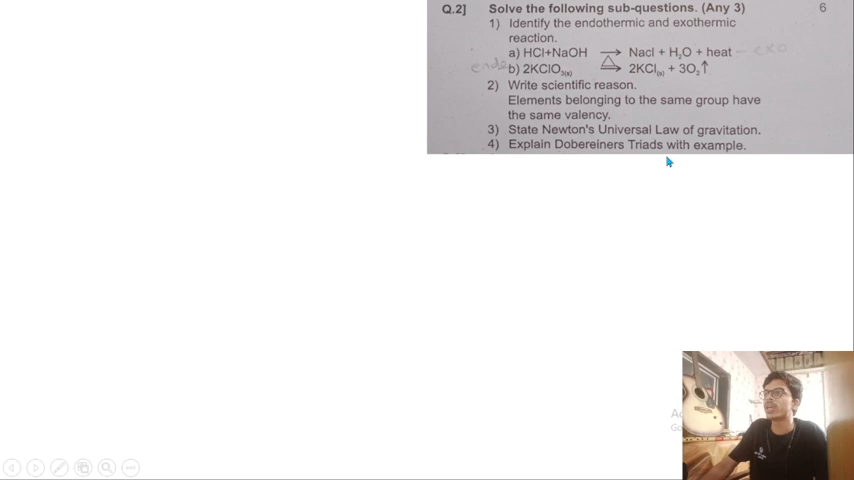 Q.2] Solve the following sub-questions. (Any 3) 6
1) Identify the endothermic and exothermic
reaction.
a) HCl+NaOH → Nacl + H₂O + heat - exo
endo b) 2KClO₃₍ₛ₎ →△ 2KCl₍ₛ₎ + 3O₂↑
2) Write scientific reason.
Elements belonging to the same group have
the same valency.
3) State Newton's Universal Law of gravitation.
4) Explain Dobereiners Triads with example.